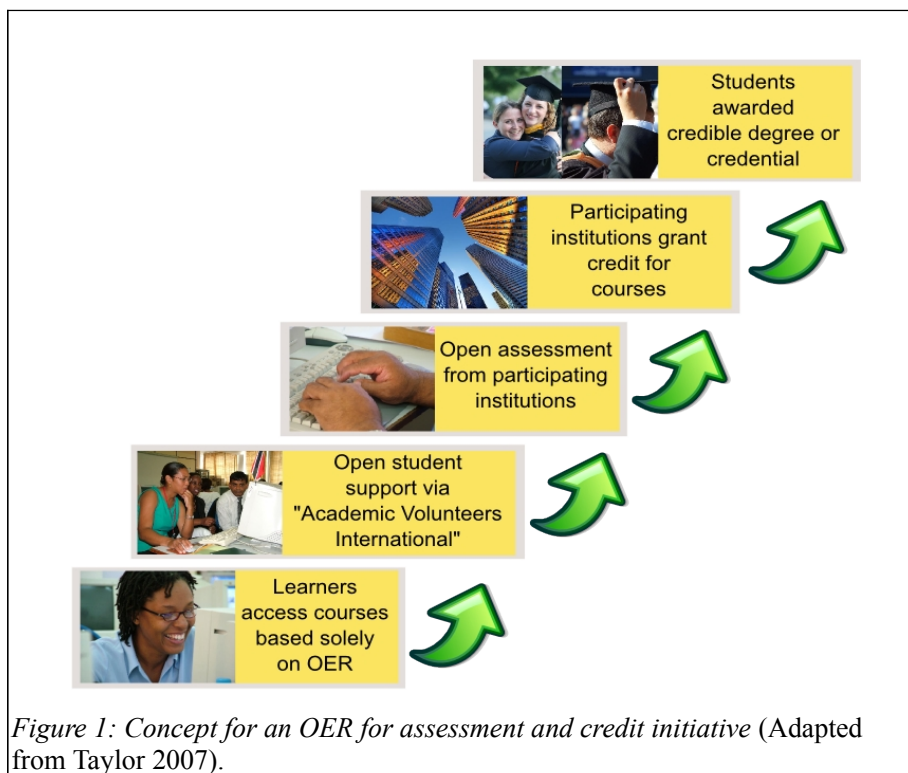 Students
awarded
credible degree or
credential
Participating
institutions grant
credit for
courses
Open assessment
from participating
institutions
Open student
support via
"Academic Volunteers
International"
Learners
access courses
based solely
on OER
Figure 1: Concept for an OER for assessment and credit initiative (Adapted
from Taylor 2007).